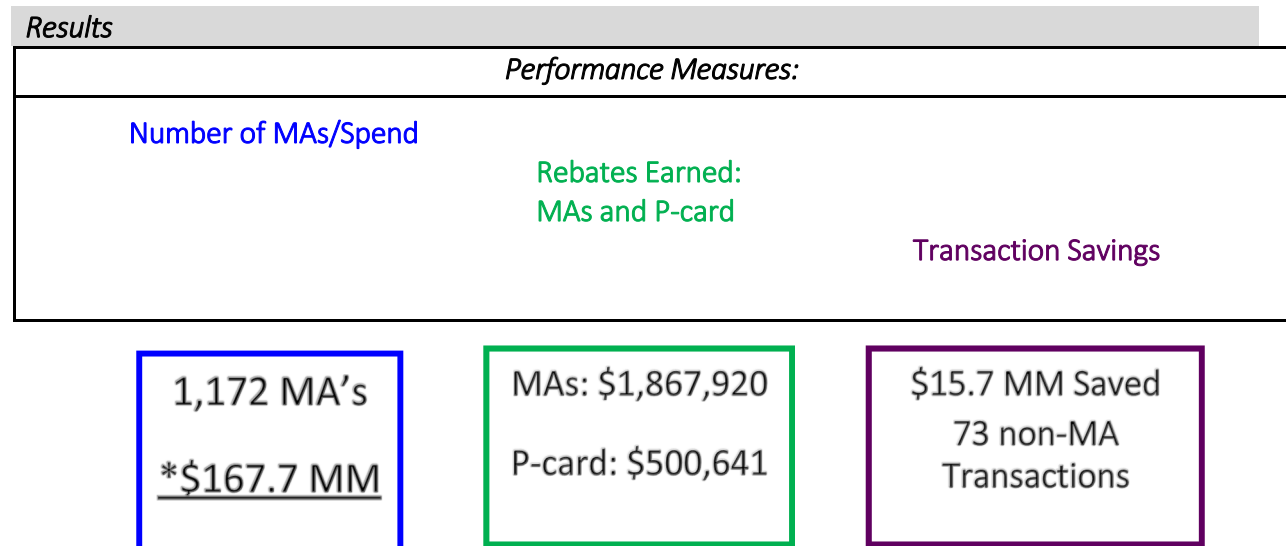 Results
Performance Measures:
Number of MAs/Spend
Rebates Earned:
MAs and P-card
Transaction Savings
1,172 MA’s
*$167.7 MM
MAs: $1,867,920
P-card: $500,641
$15.7 MM Saved
73 non-MA
Transactions